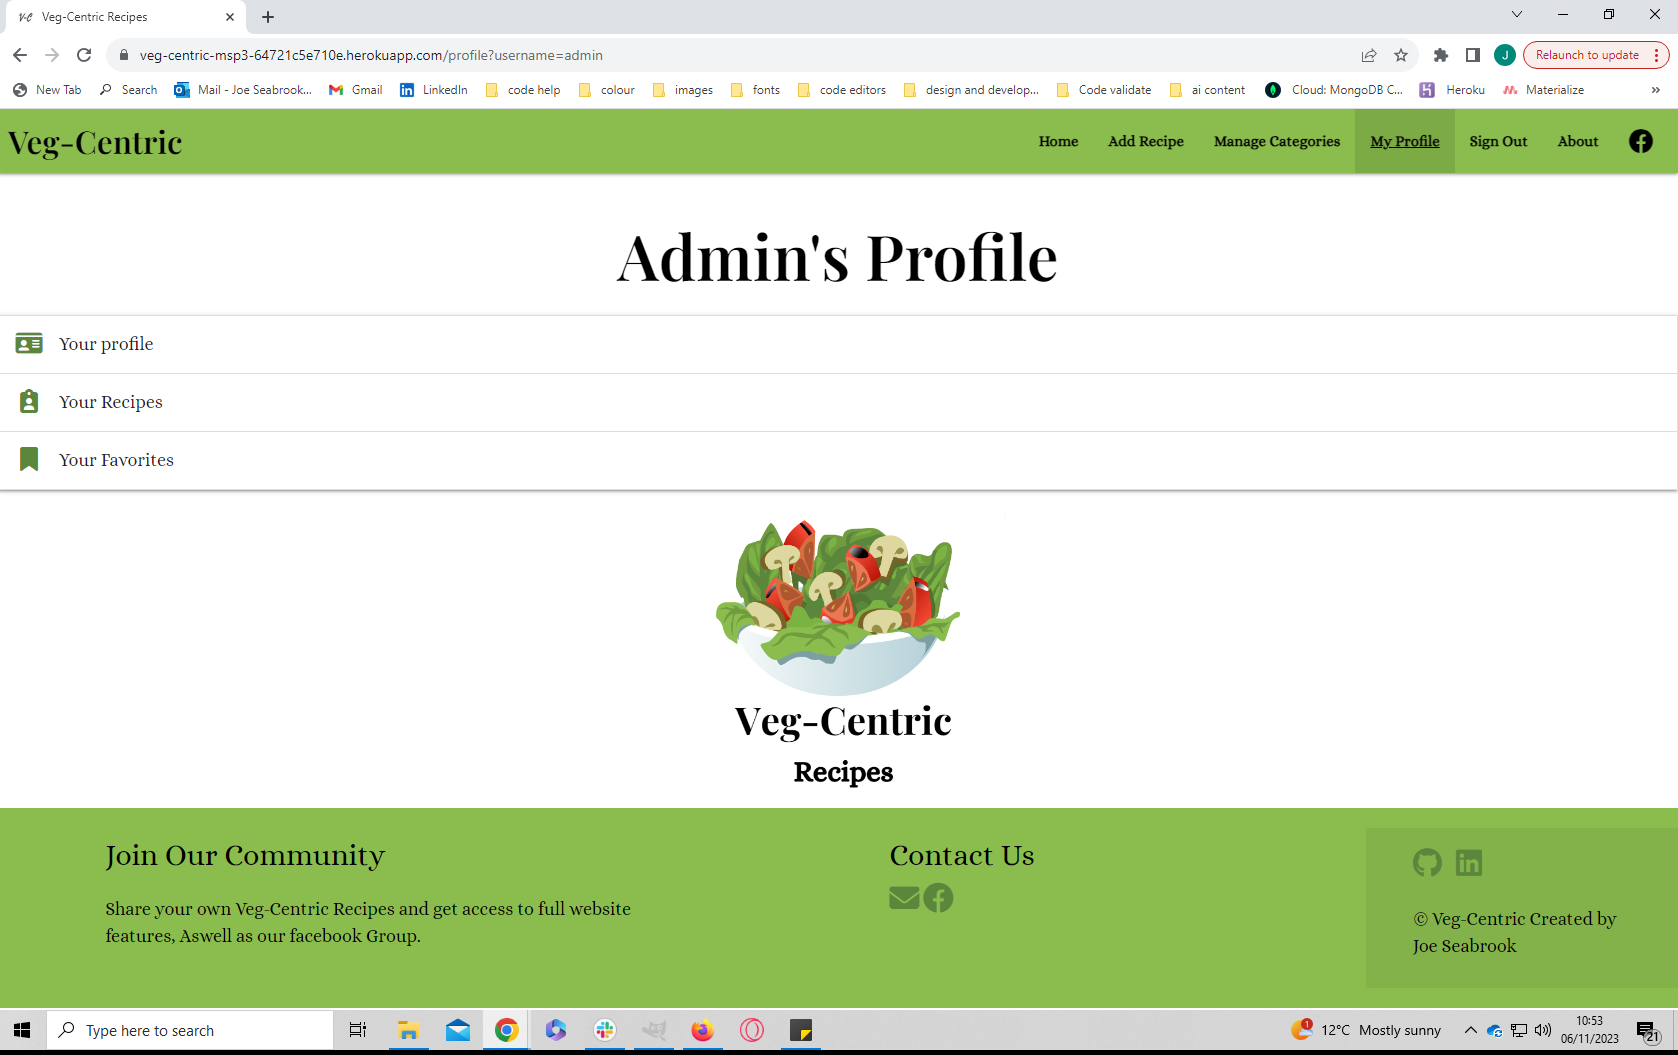 V-C Veg-Centric Recipes
veg-centric-msp3-64721c5e710e.herokuapp.com/profile?username=admin
J
Relaunch to update
New Tab Search Mail - Joe Seabrook... Gmail LinkedIn code help colour images fonts code editors design and develop... Code validate ai content Cloud: MongoDB C... Heroku Materialize »
Veg-Centric
Home Add Recipe Manage Categories My Profile Sign Out About
Admin's Profile
Your profile
Your Recipes
Your Favorites
Veg-Centric
Recipes
Join Our Community
Share your own Veg-Centric Recipes and get access to full website
features, Aswell as our facebook Group.
Contact Us
© Veg-Centric Created by
Joe Seabrook
Type here to search
1
12°C Mostly sunny
10:53
06/11/2023
21